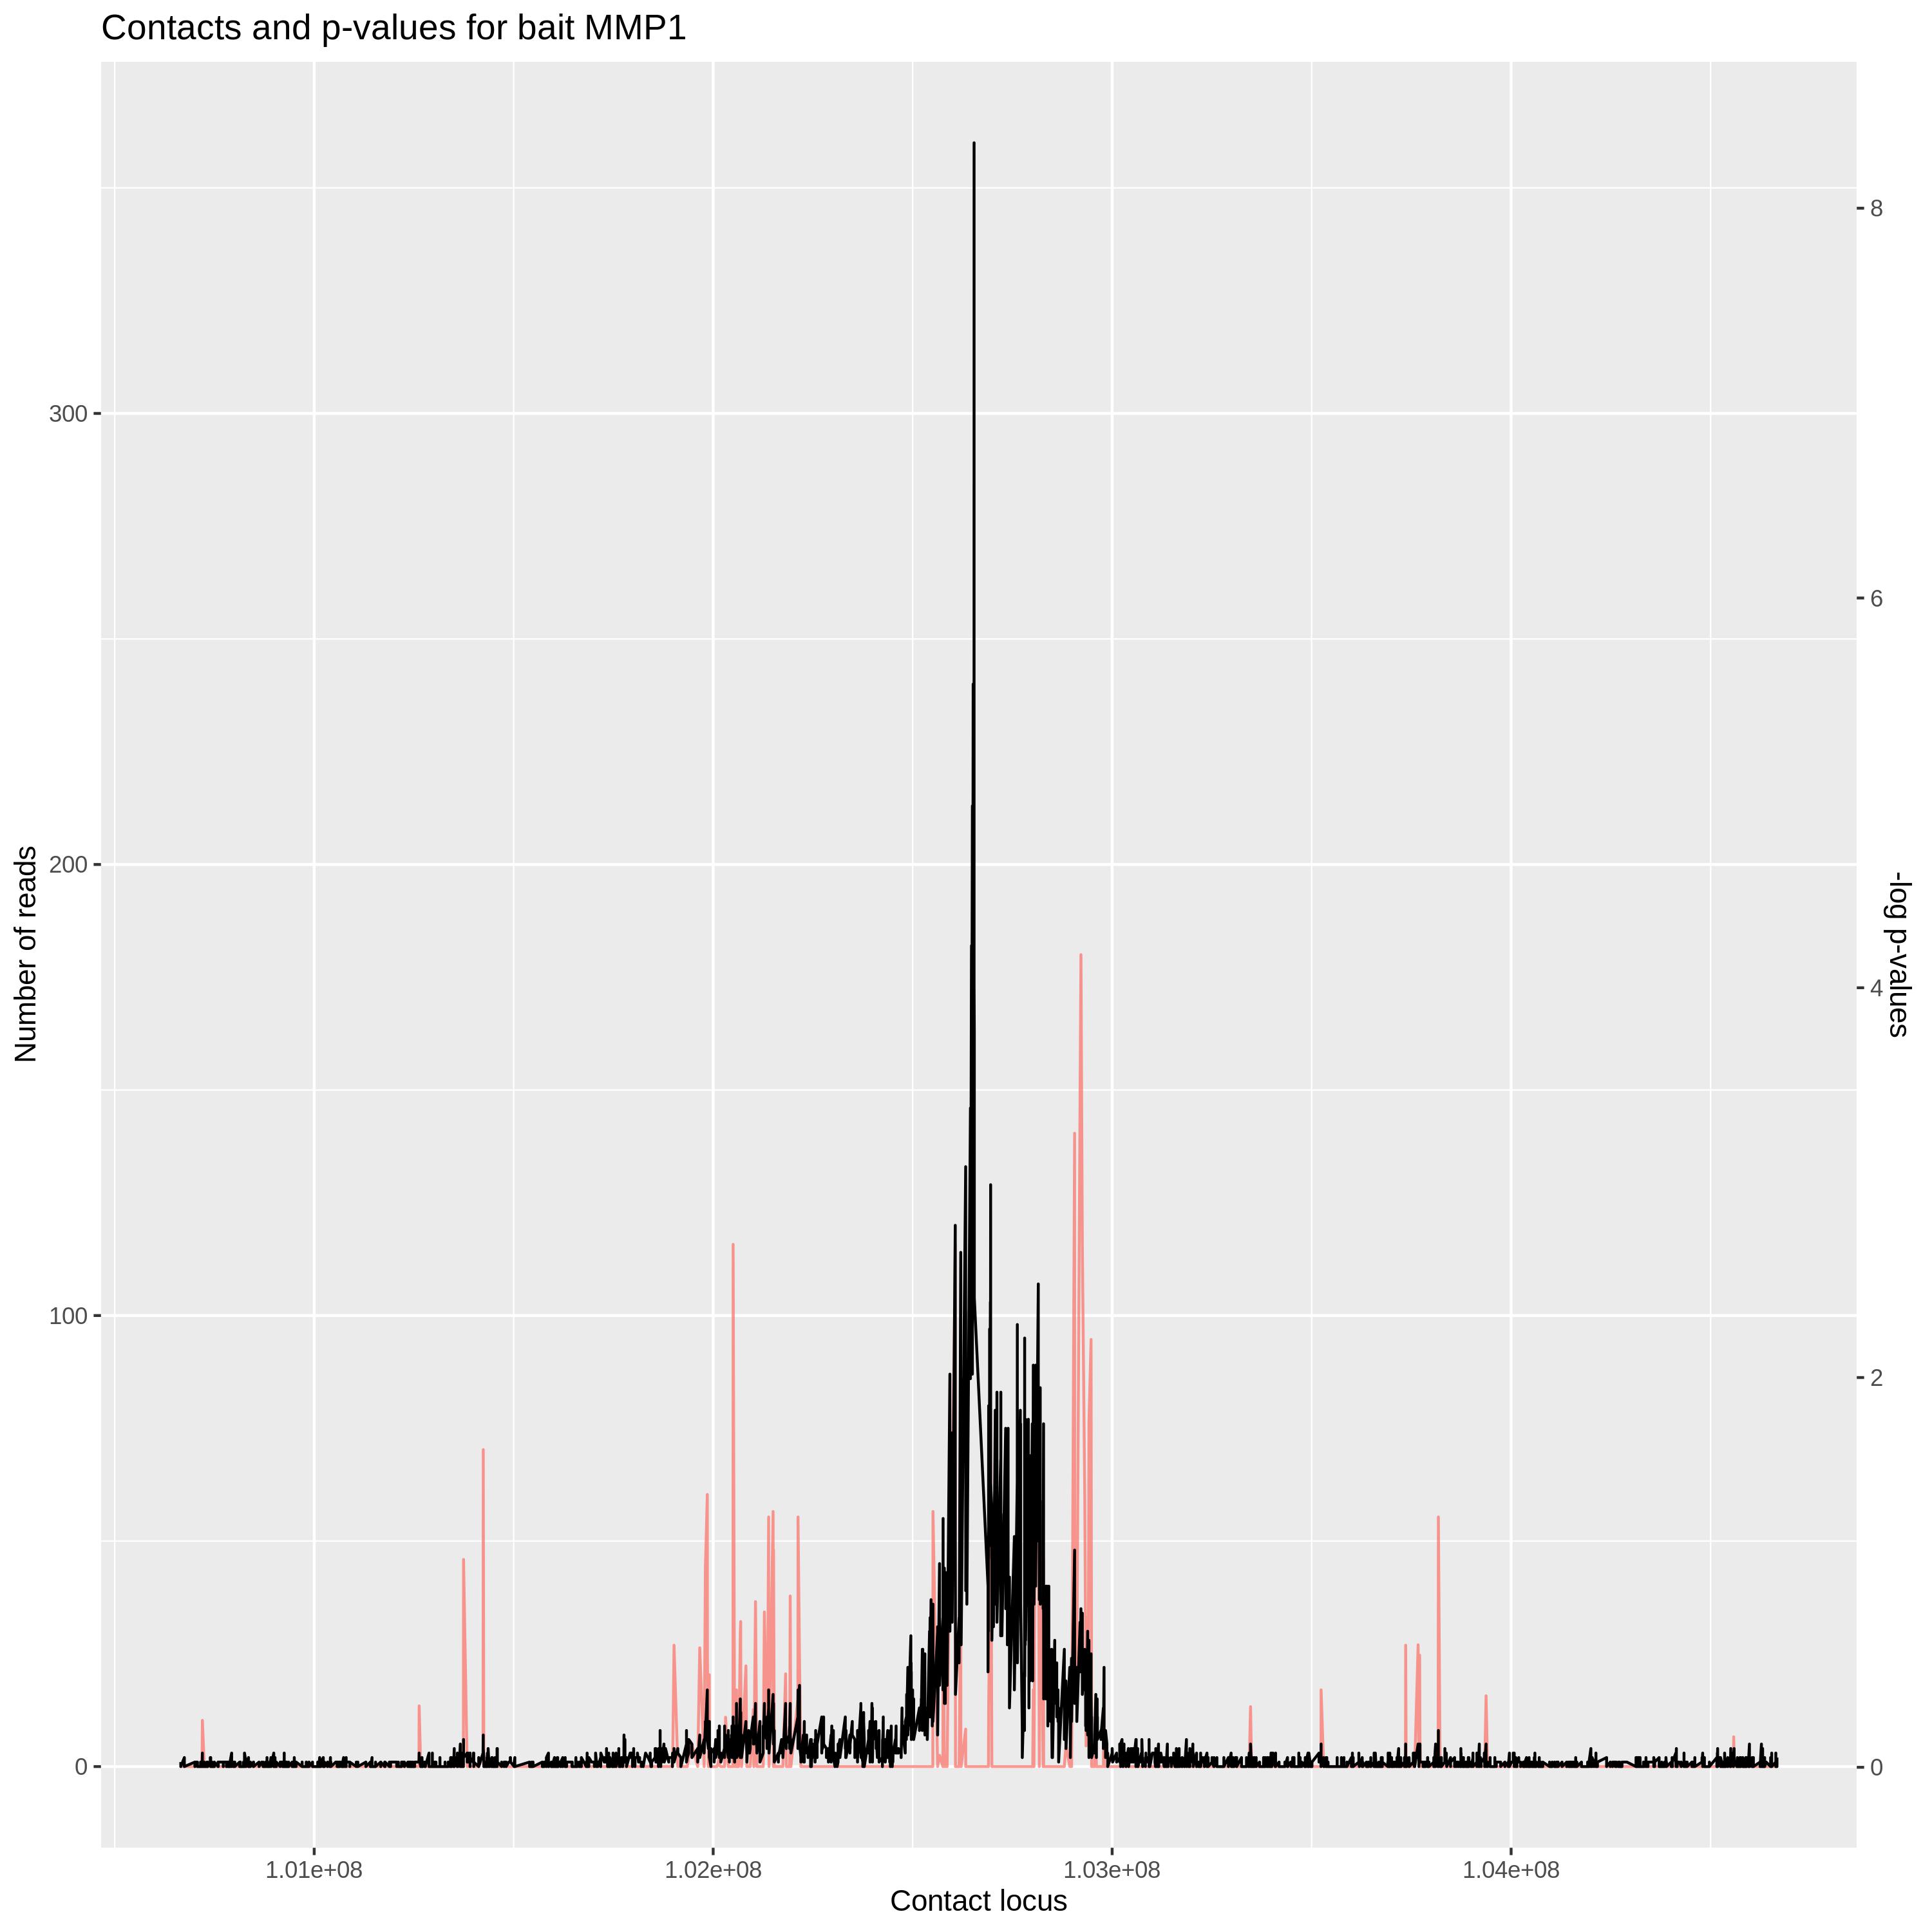 Contacts and p-values for bait MMP1
Number of reads
300
200
100
0
8
6
4
2
0
-log p-values
1.01e+08
1.02e+08
1.03e+08
1.04e+08
Contact locus